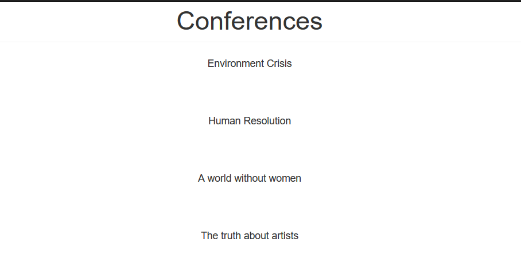 Conferences
Environment Crisis
Human Resolution
A world without women
The truth about artists